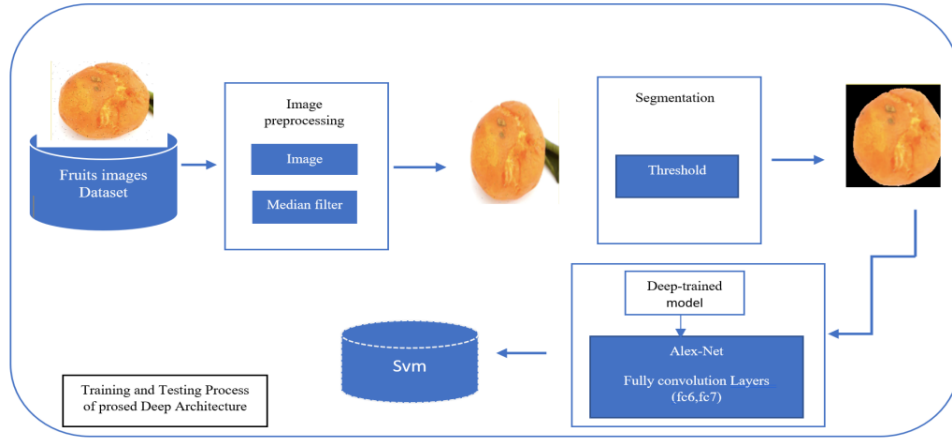 Fruits images
Dataset
Image
preprocessing
Image
Median filter
Segmentation
Threshold
Deep-trained
model
Alex-Net
Fully convolution Layers
(fc6,fc7)
Svm
Training and Testing Process
of prosed Deep Architecture